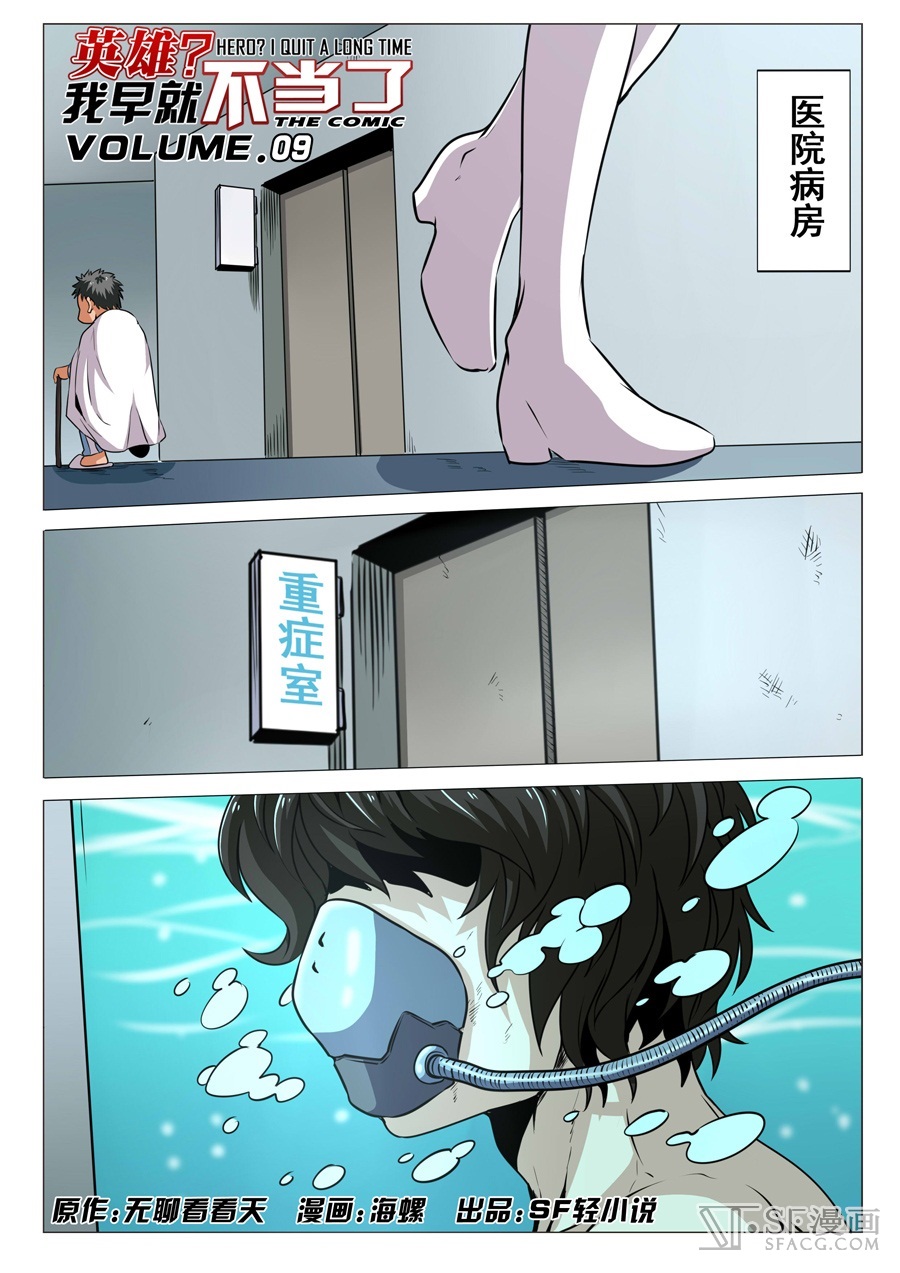 英雄? HERO? I QUIT A LONG TIME
我早就不当了
THE COMIC
VOLUME.09
医院病房
重症室
原作:无聊看看天 漫画:海螺 出品:SF轻小说
SF漫画
SFACG.COM